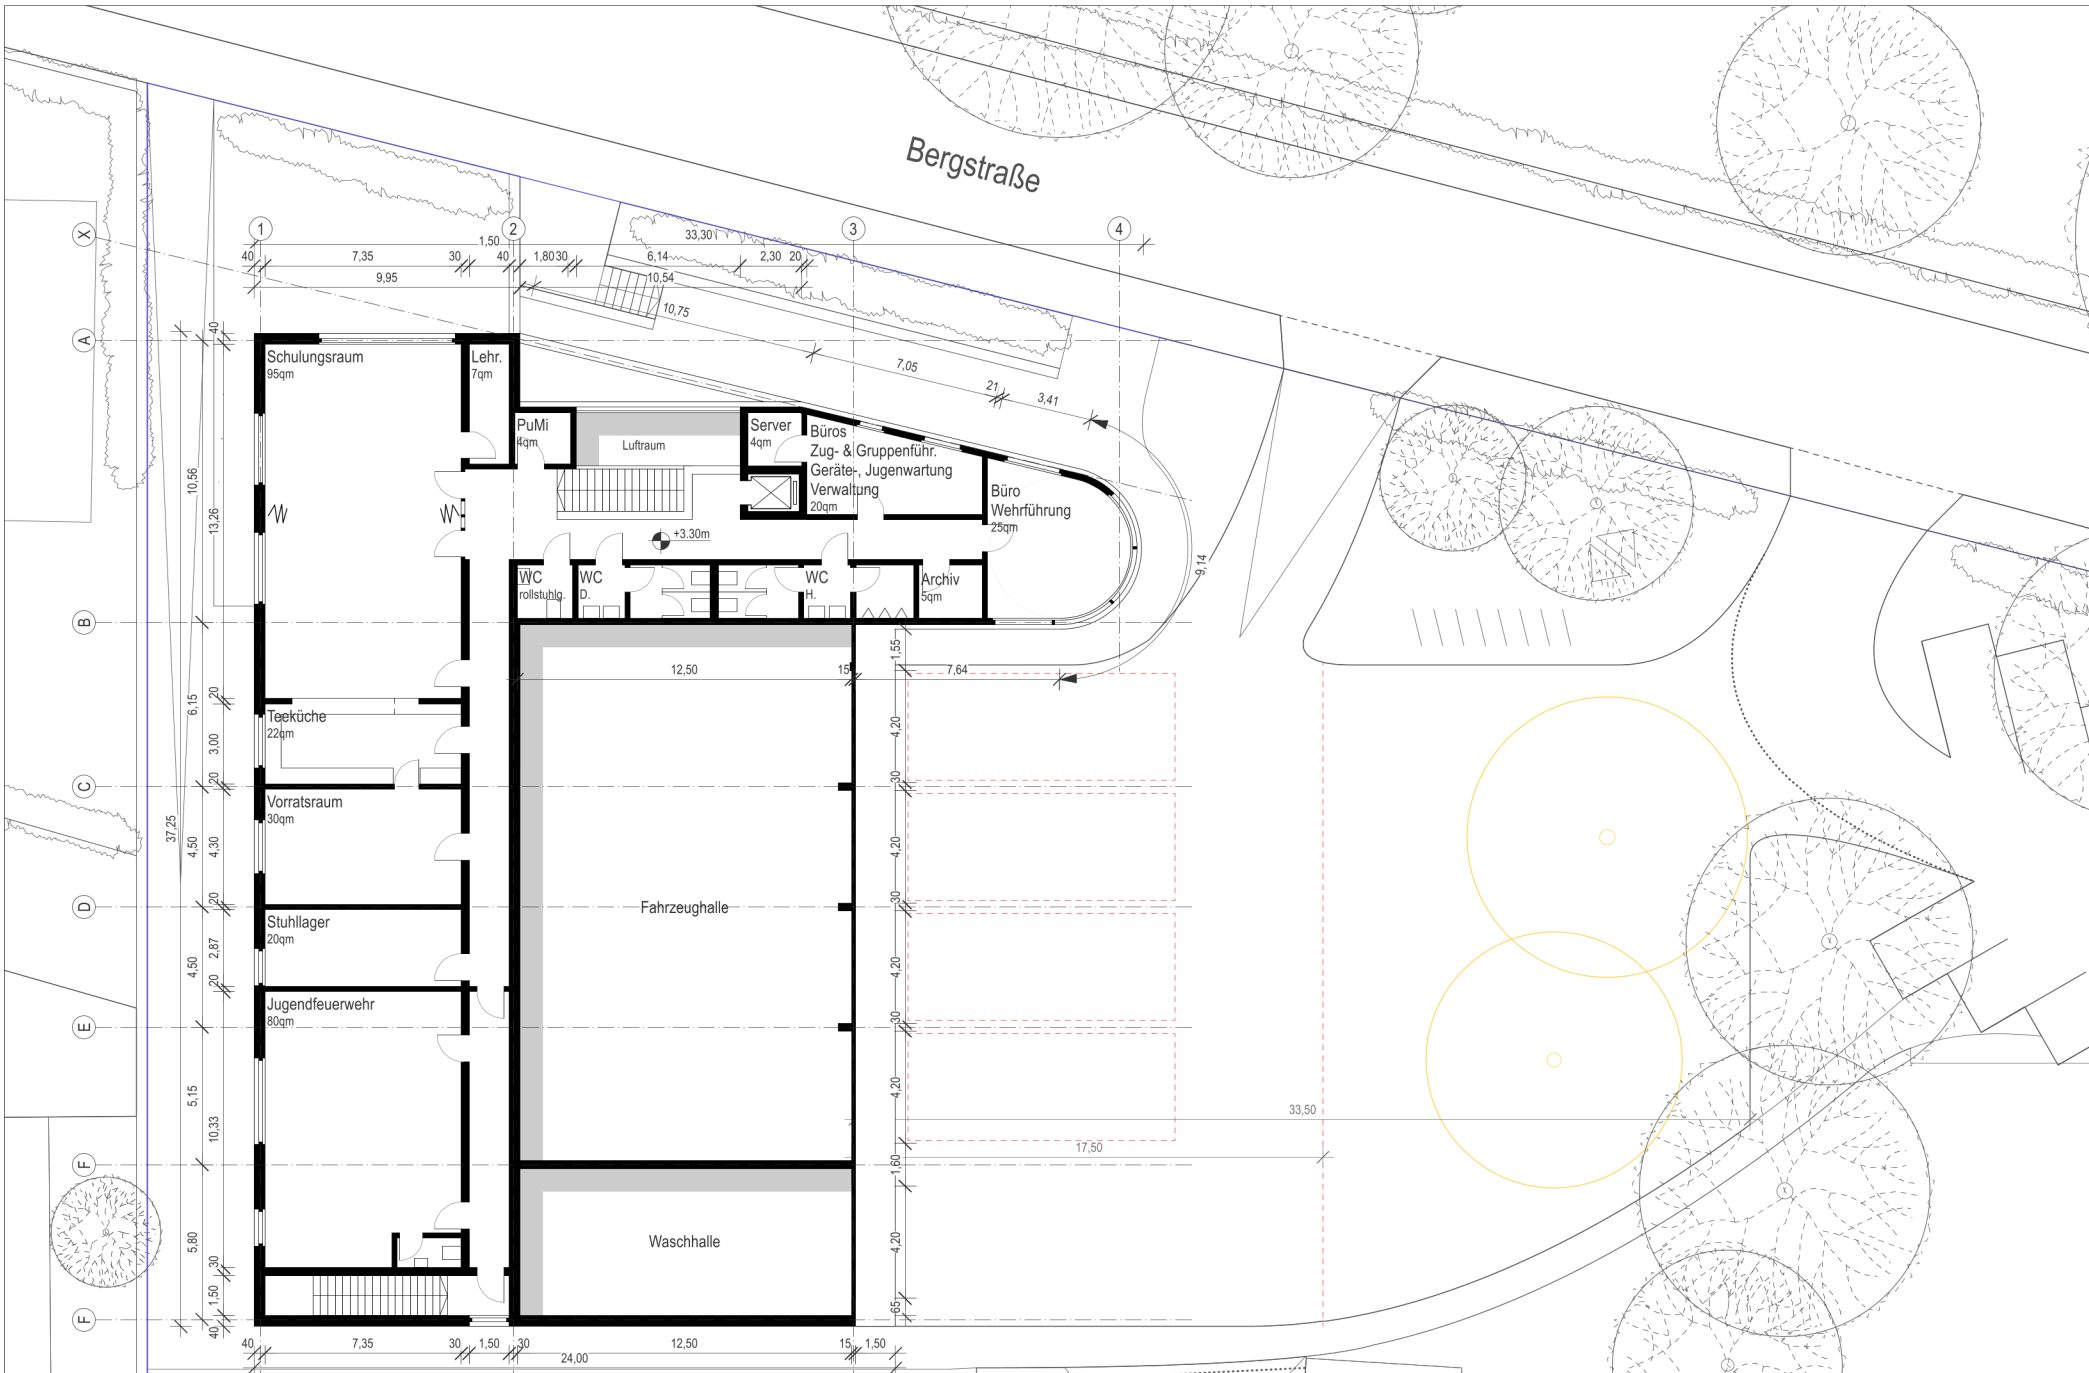 Bergstraße
X
1
2
3
4
1,50
33,30
40
7,35
30
40
1,80
30
6,14
2,30
20
9,95
10,54
10,75
7,05
21
3,41
9,14
A
40
Schulungsraum
95qm
Lehr.
7qm
PuMi
4qm
Luftraum
Server
4qm
Büros
Zug- & Gruppenführ.
Geräte-, Jugenwartung
Verwaltung
20qm
Büro
Wehrführung
25qm
+3.30m
10,96
13,26
WC
rollstuhlg.
WC
D.
WC
H.
Archiv
5qm
B
1,55
12,50
15
7,64
20
6,15
Teeküche
22qm
3,00
4,20
20
30
C
Vorratsraum
30qm
37,25
4,50
4,30
4,20
20
30
D
Fahrzeughalle
Stuhllager
20qm
4,50
2,87
4,20
20
Jugendfeuerwehr
80qm
30
E
5,15
10,33
4,20
33,50
17,50
F
1,60
5,80
Waschhalle
4,20
30
1,50
65
F
40
40
7,35
30
1,50
30
12,50
15
1,50
24,00